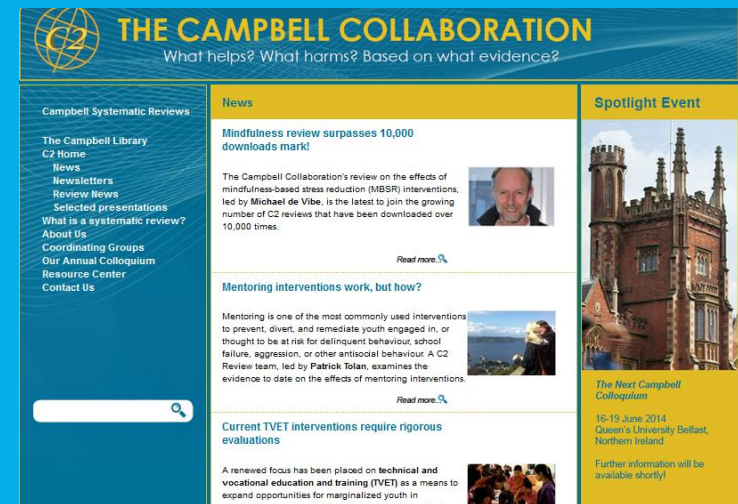 C2
THE CAMPBELL COLLABORATION
What helps? What harms? Based on what evidence?
Campbell Systematic Reviews
The Campbell Library
C2 Home
News
Newsletters
Review News
Selected presentations
What is a systematic review?
About Us
Coordinating Groups
Our Annual Colloquium
Resource Center
Contact Us
News
Mindfulness review surpasses 10,000
downloads mark!
The Campbell Collaboration's review on the effects of
mindfulness-based stress reduction (MBSR) interventions,
led by Michael de Vibe, is the latest to join the growing
number of C2 reviews that have been downloaded over
10,000 times.
Read more..
Mentoring interventions work, but how?
Mentoring is one of the most commonly used interventions
to prevent, divert, and remediate youth engaged in, or
thought to be at risk for delinquent behaviour, school
failure, aggression, or other antisocial behaviour. A C2
Review team, led by Patrick Tolan, examines the
evidence to date on the effects of mentoring interventions.
Read more..
Current TVET interventions require rigorous
evaluations
A renewed focus has been placed on technical and
vocational education and training (TVET) as a means to
expand opportunities for marginalized youth in
Spotlight Event
The Next Campbell
Colloquium
16-19 June 2014
Queen's University Belfast,
Northern Ireland
Further information will be
available shortly!